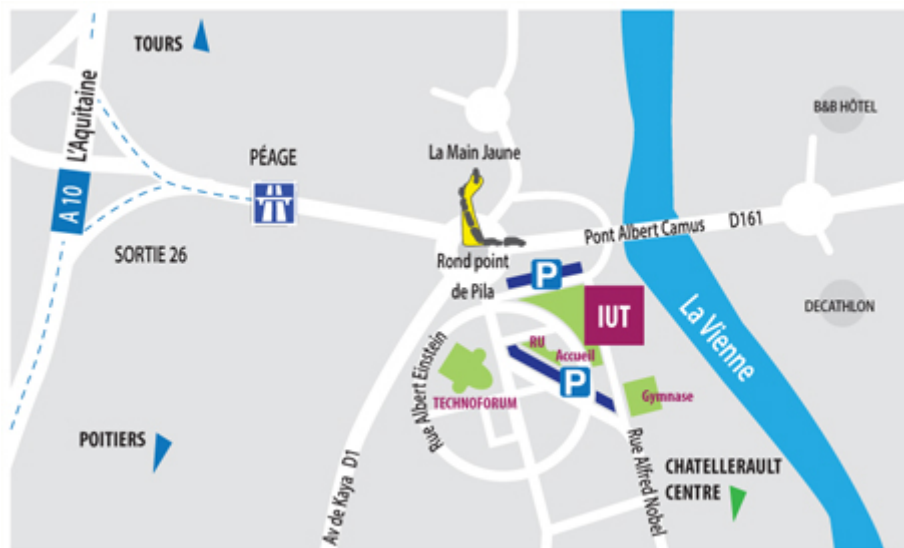 TOURS
L'Aquitaine
A 10
PÉAGE
SORTIE 26
La Main Jaune
B&B HÔTEL
Pont Albert Camus D161
Rond point
de Pila
P
IUT
DECATHLON
La Vienne
RU
Accueil
P
Rue Albert Einstein
TECHNOFORUM
Gymnase
POITIERS
Av de Kaya D1
Rue Alfred Nobel
CHATELLERAULT
CENTRE